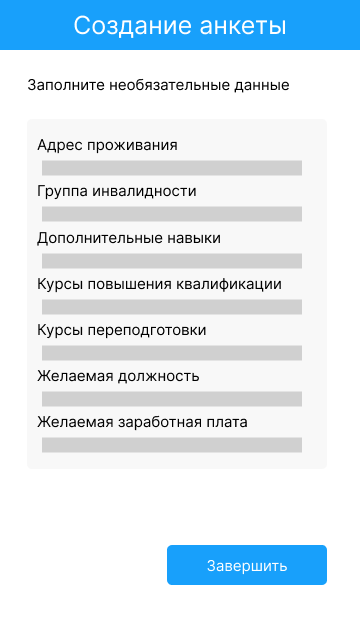 Создание анкеты
Заполните необязательные данные
Адрес проживания
Группа инвалидности
Дополнительные навыки
Курсы повышения квалификации
Курсы переподготовки
Желаемая должность
Желаемая заработная плата
Завершить